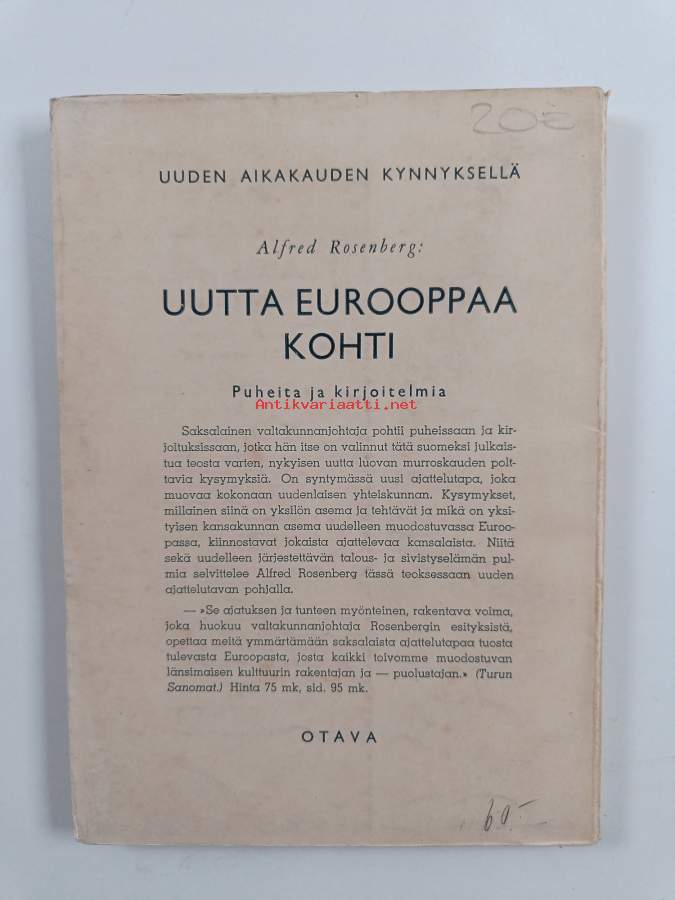 20:-
UUDEN AIKAKAUDEN KYNNYKSELLÄ
Alfred Rosenberg:
UUTTA EUROOPPAA
KOHTI
Puheita ja kirjoitelmia
Antikvariaatti.net
Saksalainen valtakunnanjohtaja pohtii puheissaan ja kir-
joituksissaan, jotka hän itse on valinnut tätä suomeksi julkais-
tua teosta varten, nykyisen uutta luovan murroskauden polt-
tavia kysymyksiä. On syntymässä uusi ajattelutapa, joka
muovaa kokonaan uudenlaisen yhteiskunnan. Kysymykset,
millainen siinä on yksilön asema ja tehtävät ja mikä on yksi-
tyisen kansakunnan asema uudelleen muodostuvassa Euroo-
passa, kiinnostavat jokaista ajattelevaa kansalaista. Niitä
sekä uudelleen järjestettävän talous- ja sivistyselämän pul-
mia selvittelee Alfred Rosenberg tässä teoksessaan uuden
ajattelutavan pohjalla.
— »Se ajatuksen ja tunteen myönteinen, rakentava voima,
joka huokuu valtakunnanjohtaja Rosenbergin esityksistä,
opettaa meitä ymmärtämään saksalaista ajattelutapaa tuosta
tulevasta Euroopasta, josta kaikki toivomme muodostuvan
länsimaisen kulttuurin rakentajan ja — puolustajan.» (Turun
Sanomat.) Hinta 75 mk, sid. 95 mk.
OTAVA
60:-